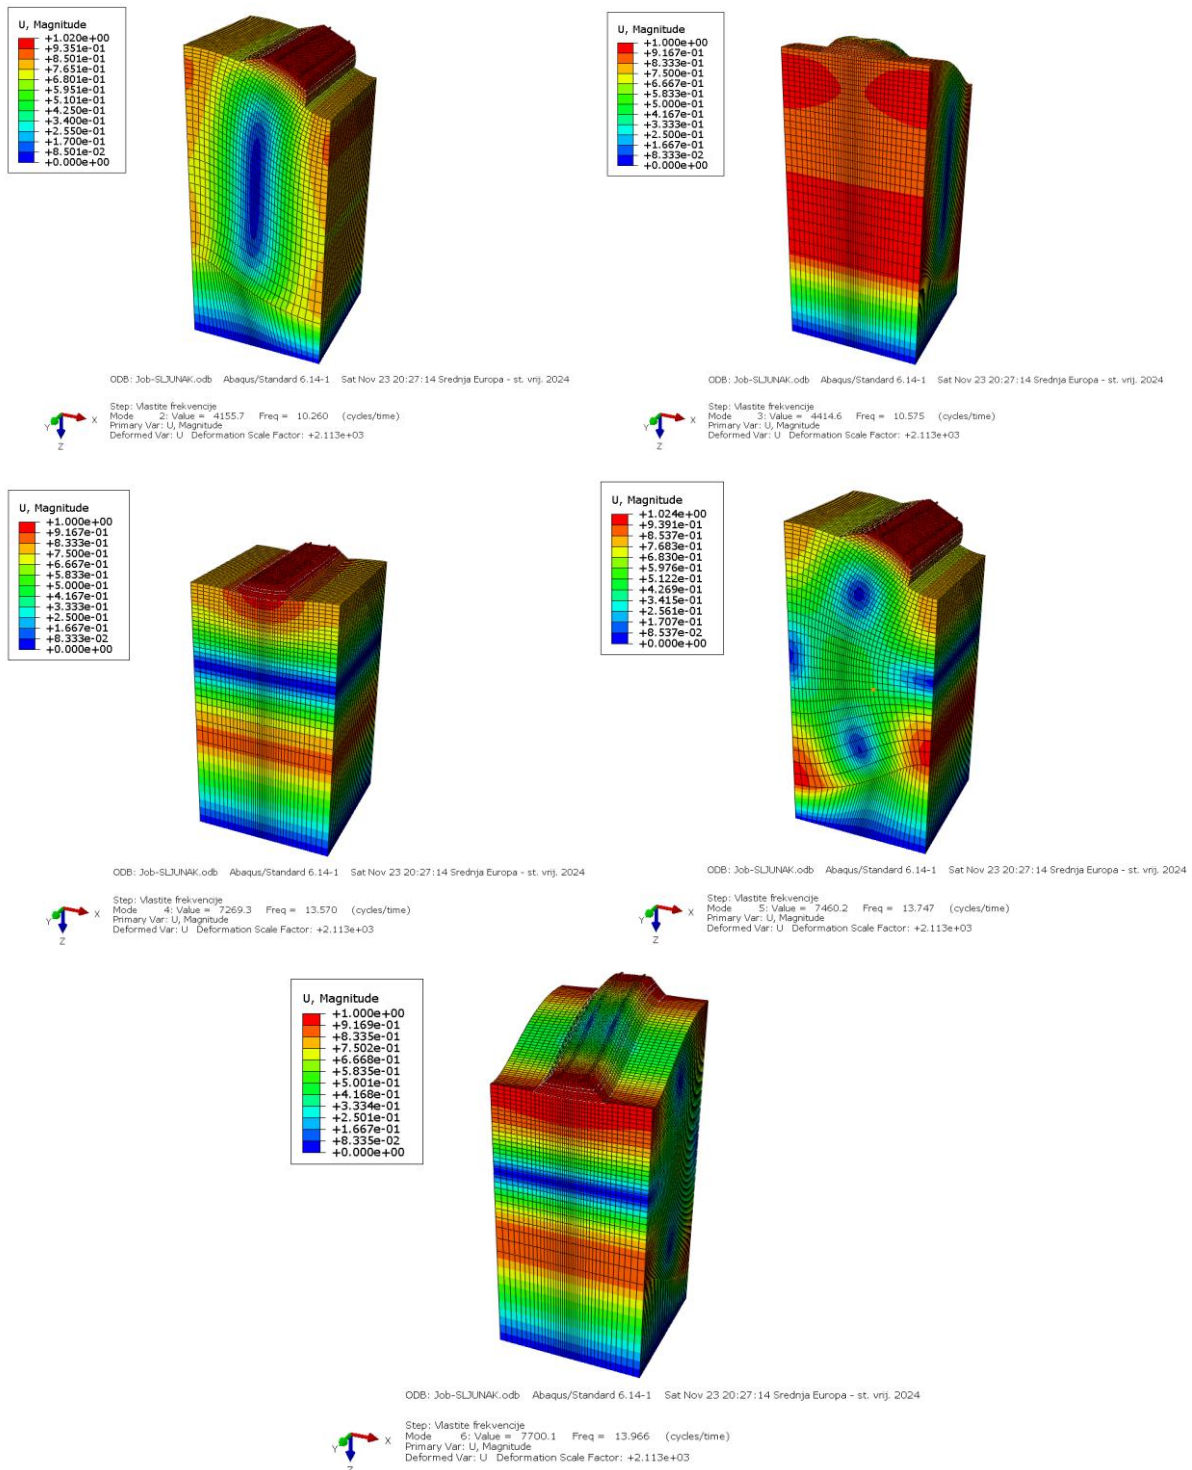 U, Magnitude
+1.020e+00
+9.351e-01
+8.501e-01
+7.651e-01
+6.801e-01
+5.951e-01
+5.101e-01
+4.250e-01
+3.400e-01
+2.550e-01
+1.700e-01
+8.501e-02
+0.000e+00
ODB: Job-SLJUNAK.odb Abaqus/Standard 6.14-1 Sat Nov 23 20:27:14 Srednja Europa - st. vrij. 2024
Step: Vlastite frekvencije
Mode 2: Value = 4155.7 Freq = 10.260 (cycles/time)
Primary Var: U, Magnitude
Deformed Var: U Deformation Scale Factor: +2.113e+03
Y X
Z
U, Magnitude
+1.000e+00
+9.167e-01
+8.333e-01
+7.500e-01
+6.667e-01
+5.833e-01
+5.000e-01
+4.167e-01
+3.333e-01
+2.500e-01
+1.667e-01
+8.333e-02
+0.000e+00
ODB: Job-SLJUNAK.odb Abaqus/Standard 6.14-1 Sat Nov 23 20:27:14 Srednja Europa - st. vrij. 2024
Step: Vlastite frekvencije
Mode 3: Value = 4414.6 Freq = 10.575 (cycles/time)
Primary Var: U, Magnitude
Deformed Var: U Deformation Scale Factor: +2.113e+03
Y X
Z
U, Magnitude
+1.000e+00
+9.167e-01
+8.333e-01
+7.500e-01
+6.667e-01
+5.833e-01
+5.000e-01
+4.167e-01
+3.333e-01
+2.500e-01
+1.667e-01
+8.333e-02
+0.000e+00
ODB: Job-SLJUNAK.odb Abaqus/Standard 6.14-1 Sat Nov 23 20:27:14 Srednja Europa - st. vrij. 2024
Step: Vlastite frekvencije
Mode 4: Value = 7269.3 Freq = 13.570 (cycles/time)
Primary Var: U, Magnitude
Deformed Var: U Deformation Scale Factor: +2.113e+03
Y X
Z
U, Magnitude
+1.024e+00
+9.391e-01
+8.537e-01
+7.683e-01
+6.830e-01
+5.976e-01
+5.122e-01
+4.269e-01
+3.415e-01
+2.561e-01
+1.707e-01
+8.537e-02
+0.000e+00
ODB: Job-SLJUNAK.odb Abaqus/Standard 6.14-1 Sat Nov 23 20:27:14 Srednja Europa - st. vrij. 2024
Step: Vlastite frekvencije
Mode 5: Value = 7460.2 Freq = 13.747 (cycles/time)
Primary Var: U, Magnitude
Deformed Var: U Deformation Scale Factor: +2.113e+03
Y X
Z
U, Magnitude
+1.000e+00
+9.169e-01
+8.335e-01
+7.502e-01
+6.668e-01
+5.835e-01
+5.001e-01
+4.168e-01
+3.334e-01
+2.501e-01
+1.667e-01
+8.335e-02
+0.000e+00
ODB: Job-SLJUNAK.odb Abaqus/Standard 6.14-1 Sat Nov 23 20:27:14 Srednja Europa - st. vrij. 2024
Step: Vlastite frekvencije
Mode 6: Value = 7700.1 Freq = 13.966 (cycles/time)
Primary Var: U, Magnitude
Deformed Var: U Deformation Scale Factor: +2.113e+03
Y X
Z